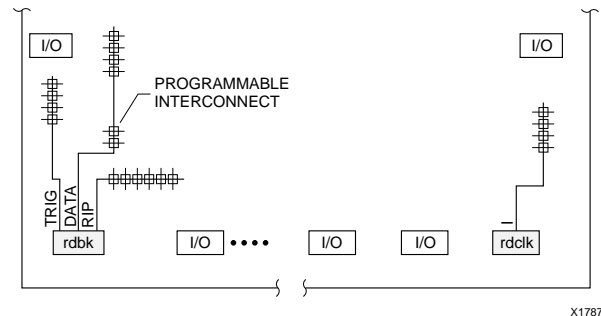 I/O
I/O
PROGRAMMABLE
INTERCONNECT
TRIG
DATA
RIP
I
rdbk
I/O
I/O
I/O
rdclk
X1787